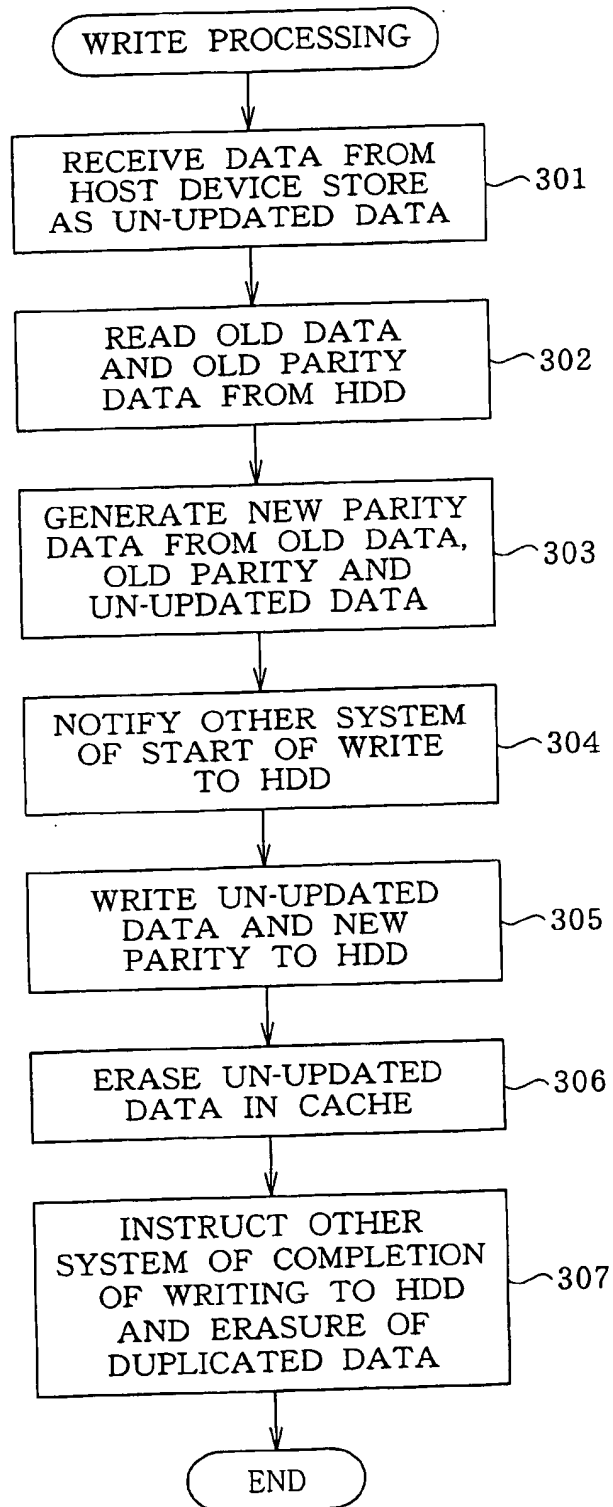 WRITE PROCESSING
RECEIVE DATA FROM
HOST DEVICE STORE
AS UN-UPDATED DATA
301
READ OLD DATA
AND OLD PARITY
DATA FROM HDD
302
GENERATE NEW PARITY
DATA FROM OLD DATA,
OLD PARITY AND
UN-UPDATED DATA
303
NOTIFY OTHER SYSTEM
OF START OF WRITE
TO HDD
304
WRITE UN-UPDATED
DATA AND NEW
PARITY TO HDD
305
ERASE UN-UPDATED
DATA IN CACHE
306
INSTRUCT OTHER
SYSTEM OF COMPLETION
OF WRITING TO HDD
AND ERASURE OF
DUPLICATED DATA
307
END